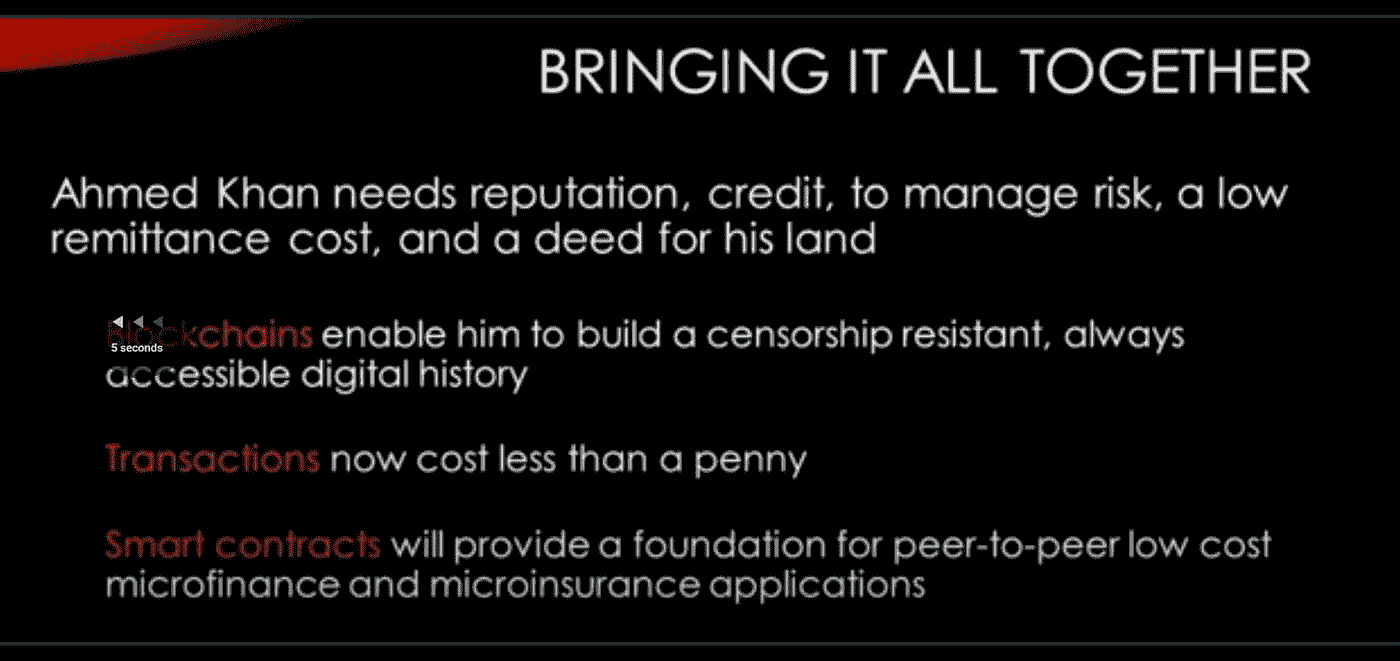 BRINGING IT ALL TOGETHER
Ahmed Khan needs reputation, credit, to manage risk, a low
remittance cost, and a deed for his land
Blockchains enable him to build a censorship resistant, always
5 seconds
accessible digital history
Transactions now cost less than a penny
Smart contracts will provide a foundation for peer-to-peer low cost
microfinance and microinsurance applications